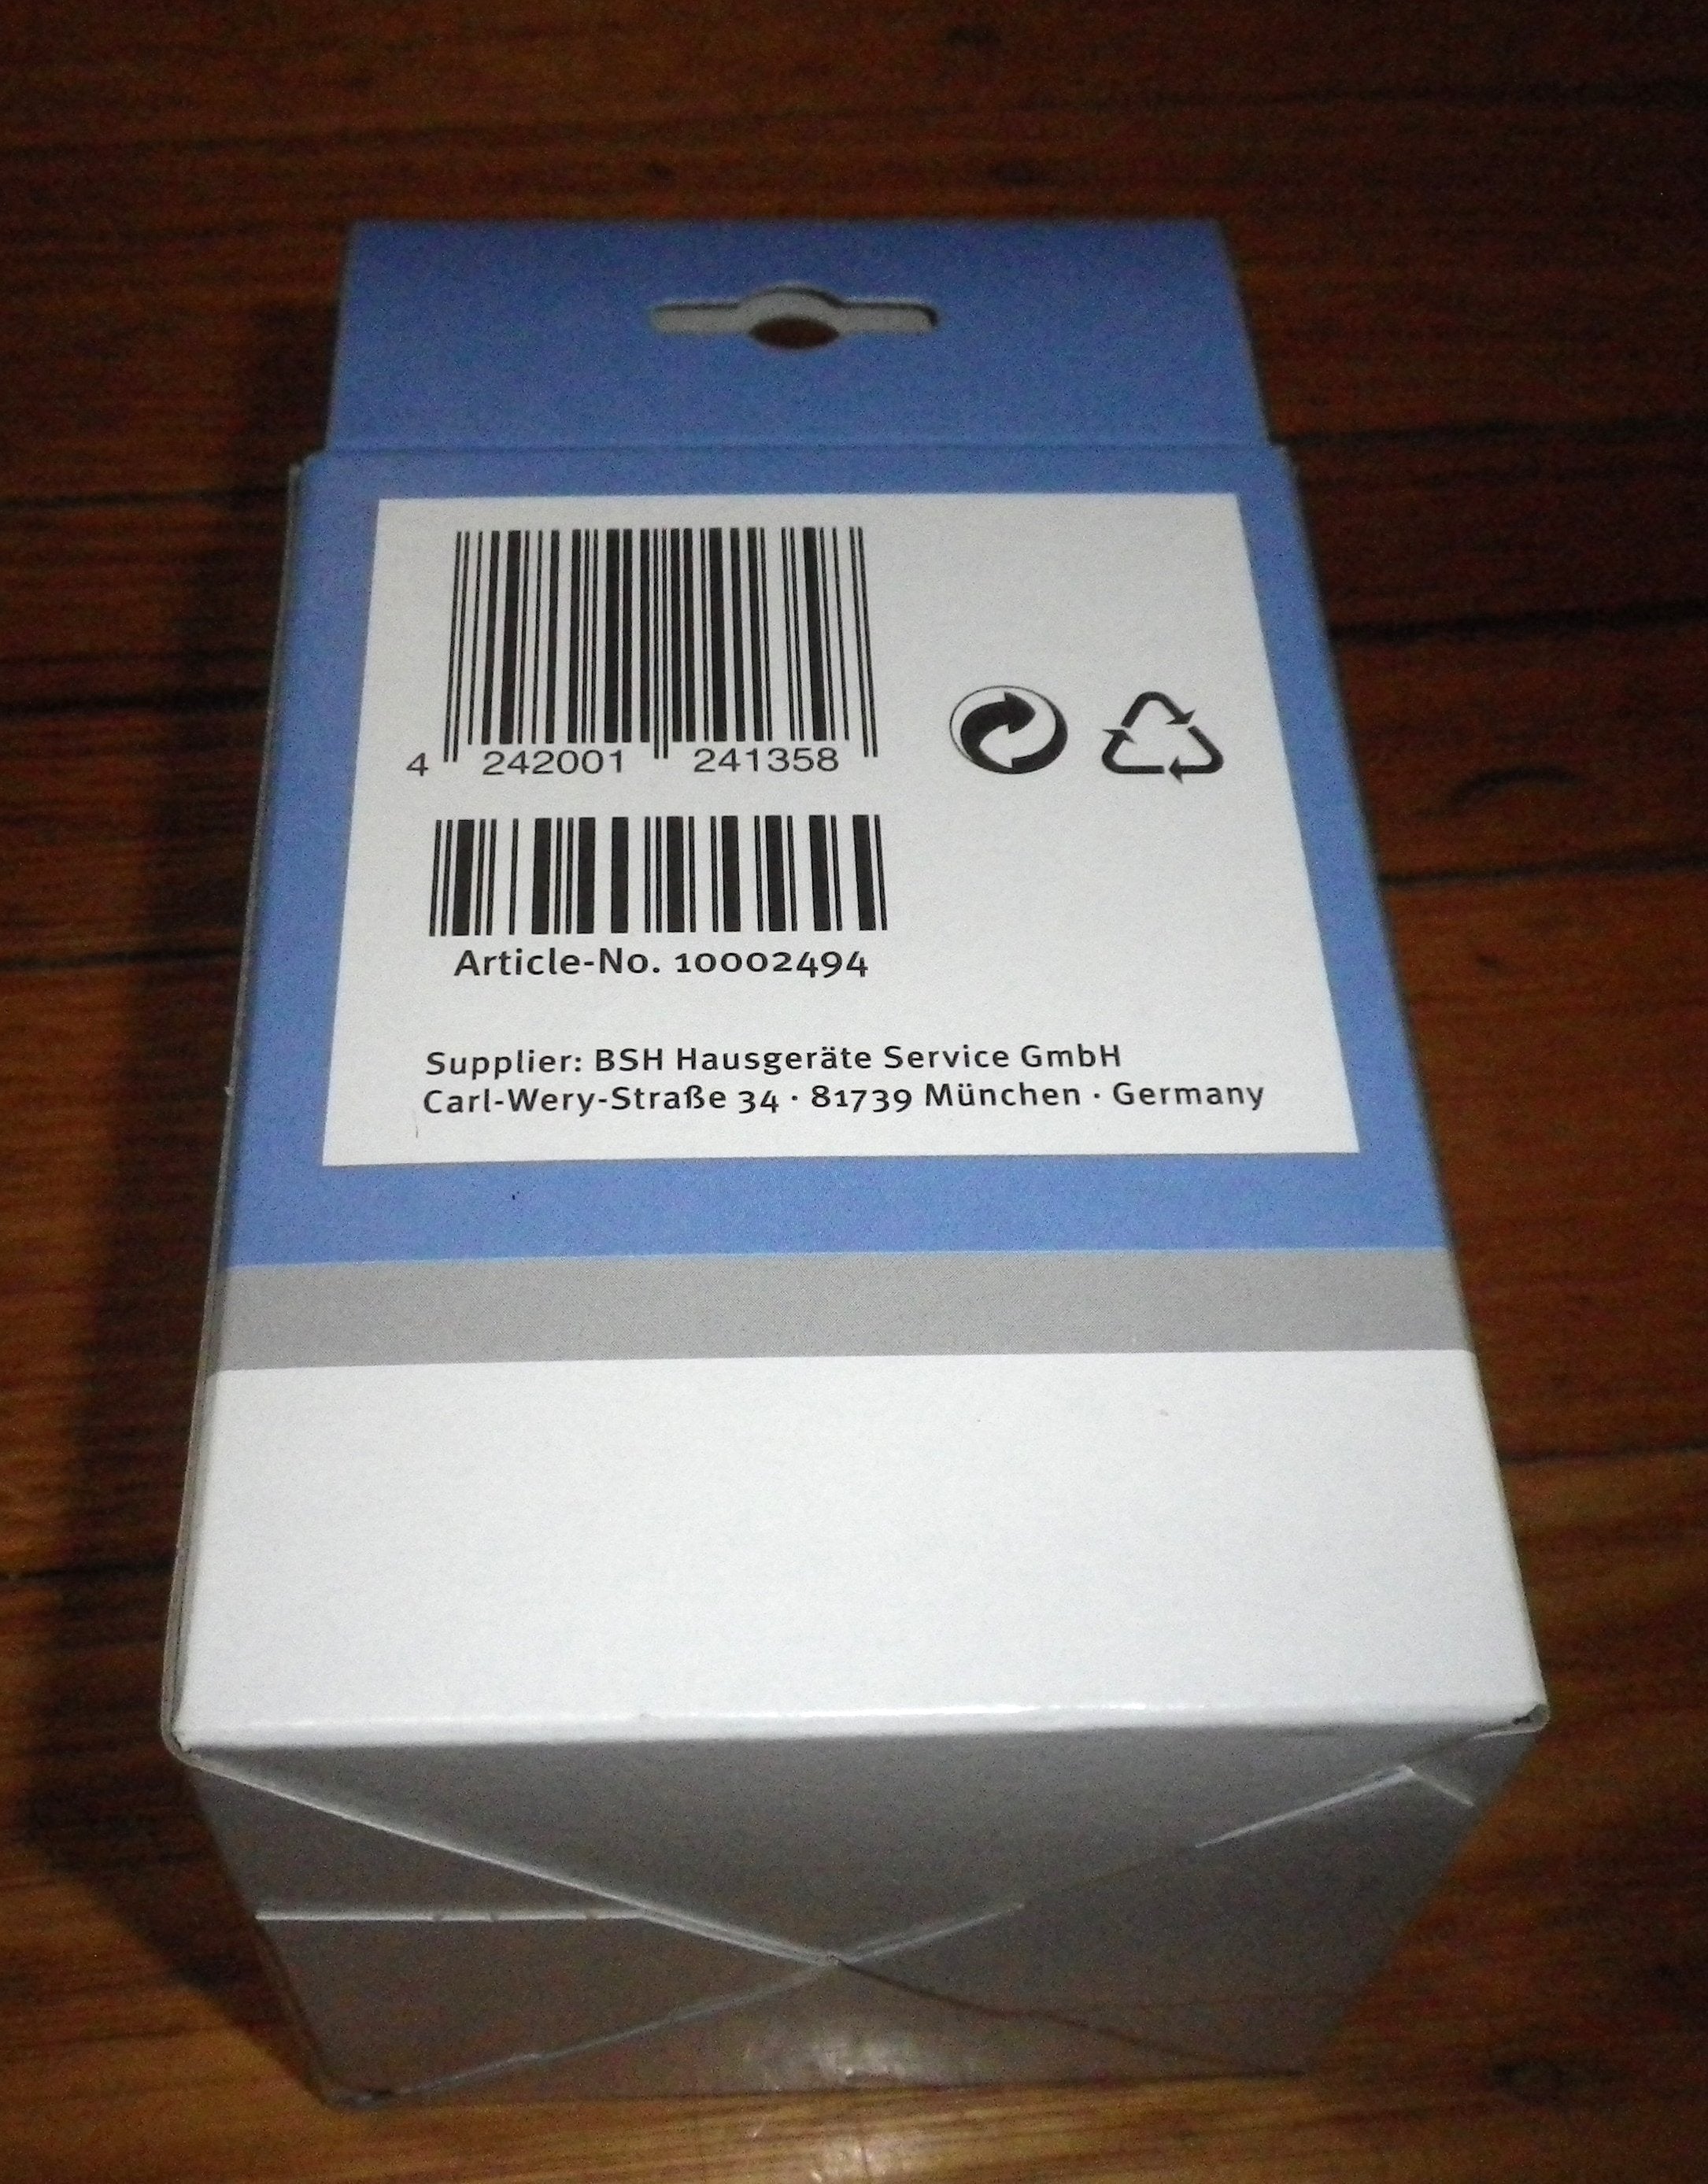 4 242001 241358
Article-No. 10002494
Supplier: BSH Hausgeräte Service GmbH
Carl-Wery-Straße 34 · 81739 München · Germany